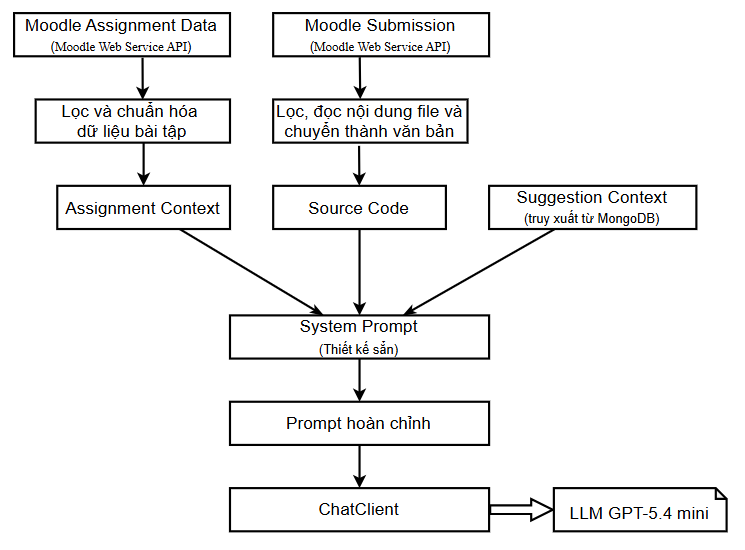 Moodle Assignment Data
(Moodle Web Service API)
Moodle Submission
(Moodle Web Service API)
Lọc và chuẩn hóa
dữ liệu bài tập
Lọc, đọc nội dung file và
chuyển thành văn bản
Assignment Context
Source Code
Suggestion Context
(truy xuất từ MongoDB)
System Prompt
(Thiết kế sẳn)
Prompt hoàn chỉnh
ChatClient
LLM GPT-5.4 mini